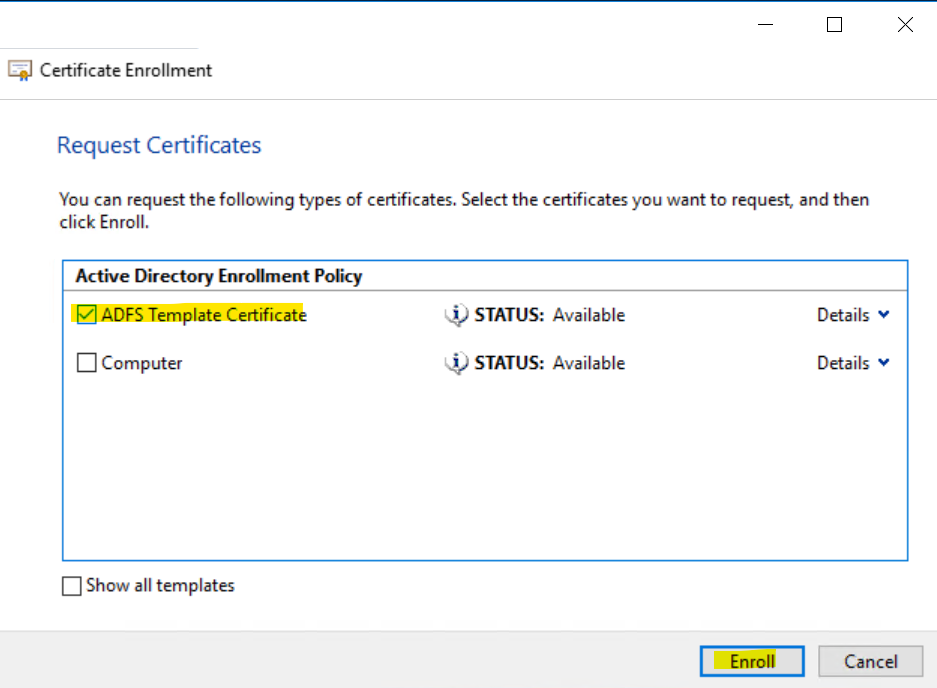 Certificate Enrollment
Request Certificates
You can request the following types of certificates. Select the certificates you want to request, and then
click Enroll.
Active Directory Enrollment Policy
ADFS Template Certificate STATUS: Available Details
Computer STATUS: Available Details
Show all templates
Enroll Cancel